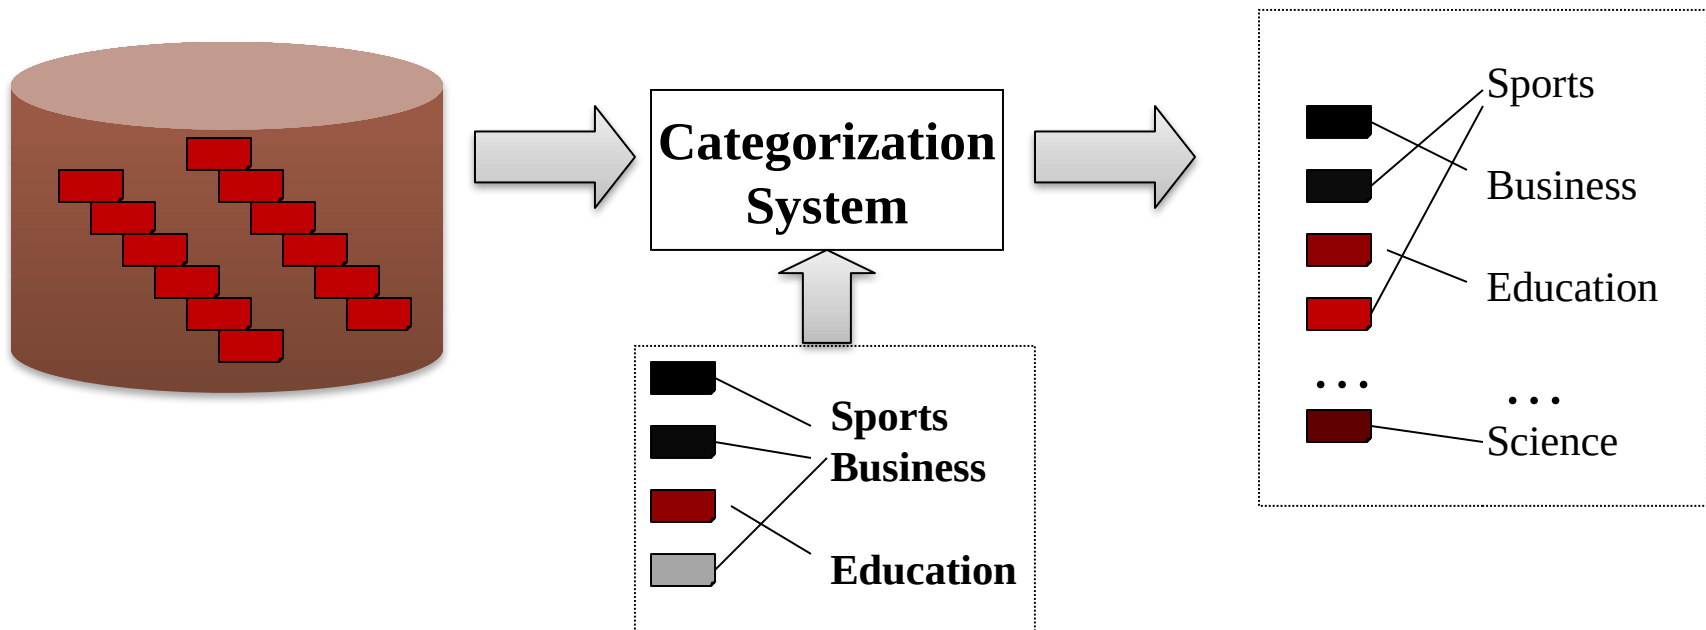 Categorization
System
Sports
Business
Education
Sports
Business
Education
...
...
Science